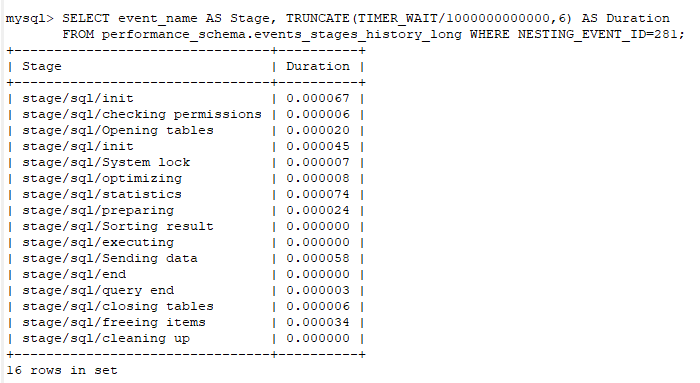 mysql> SELECT event_name AS Stage, TRUNCATE(TIMER_WAIT/1000000000000,6) AS Duration
       FROM performance_schema.events_stages_history_long WHERE NESTING_EVENT_ID=281;
+--------------------------------+----------+
| Stage                          | Duration |
+--------------------------------+----------+
| stage/sql/init                 | 0.000067 |
| stage/sql/checking permissions | 0.000006 |
| stage/sql/Opening tables       | 0.000020 |
| stage/sql/init                 | 0.000045 |
| stage/sql/System lock          | 0.000007 |
| stage/sql/optimizing           | 0.000008 |
| stage/sql/statistics           | 0.000074 |
| stage/sql/preparing            | 0.000024 |
| stage/sql/Sorting result       | 0.000000 |
| stage/sql/executing            | 0.000000 |
| stage/sql/Sending data         | 0.000058 |
| stage/sql/end                  | 0.000000 |
| stage/sql/query end            | 0.000003 |
| stage/sql/closing tables       | 0.000006 |
| stage/sql/freeing items        | 0.000034 |
| stage/sql/cleaning up          | 0.000000 |
+--------------------------------+----------+
16 rows in set